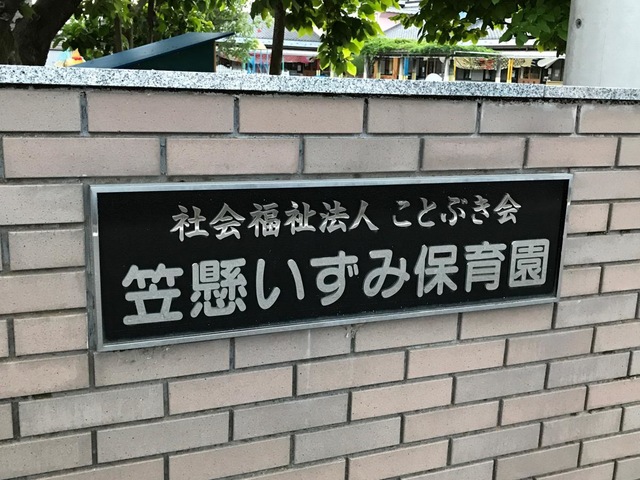 社会福祉法人 ことぶき会
笠懸いずみ保育園